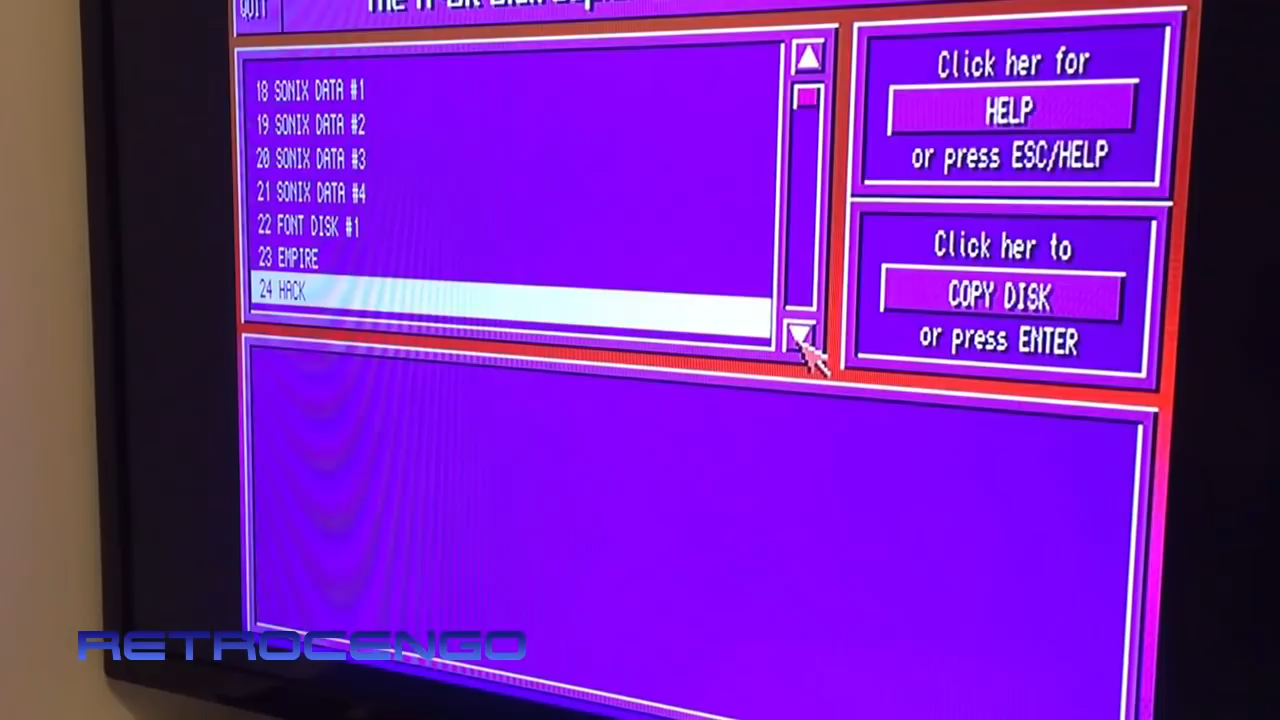 QUIT
The
18 SONIX DATA #1
19 SONIX DATA #2
20 SONIX DATA #3
21 SONIX DATA #4
22 FONT DISK #1
23 EMPIRE
24 HACK
Click her for
HELP
or press ESC/HELP
Click her to
COPY DISK
or press ENTER
RETROCENGO